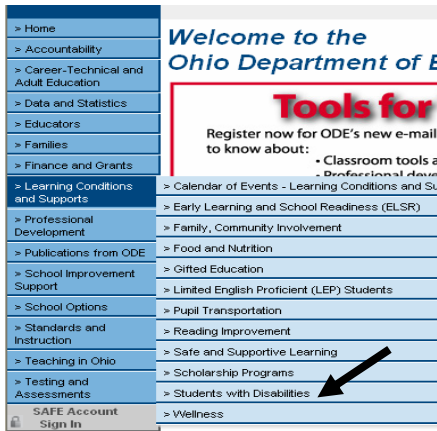 > Home
> Accountability
> Career-Technical and
Adult Education
> Data and Statistics
> Educators
> Families
> Finance and Grants
> Learning Conditions
and Supports
> Professional
Development
> Publications from ODE
> School Improvement
Support
> School Options
> Standards and
Instruction
> Teaching in Ohio
> Testing and
Assessments
SAFE Account
Sign In
Welcome to the
Ohio Department of E
Tools for
Register now for ODE's new e-mail
to know about:
• Classroom tools a
• Professional deve
> Calendar of Events - Learning Conditions and Su
> Early Learning and School Readiness (ELSR)
> Family, Community Involvement
> Food and Nutrition
> Gifted Education
> Limited English Proficient (LEP) Students
> Pupil Transportation
> Reading Improvement
> Safe and Supportive Learning
> Scholarship Programs
> Students with Disabilities
> Wellness